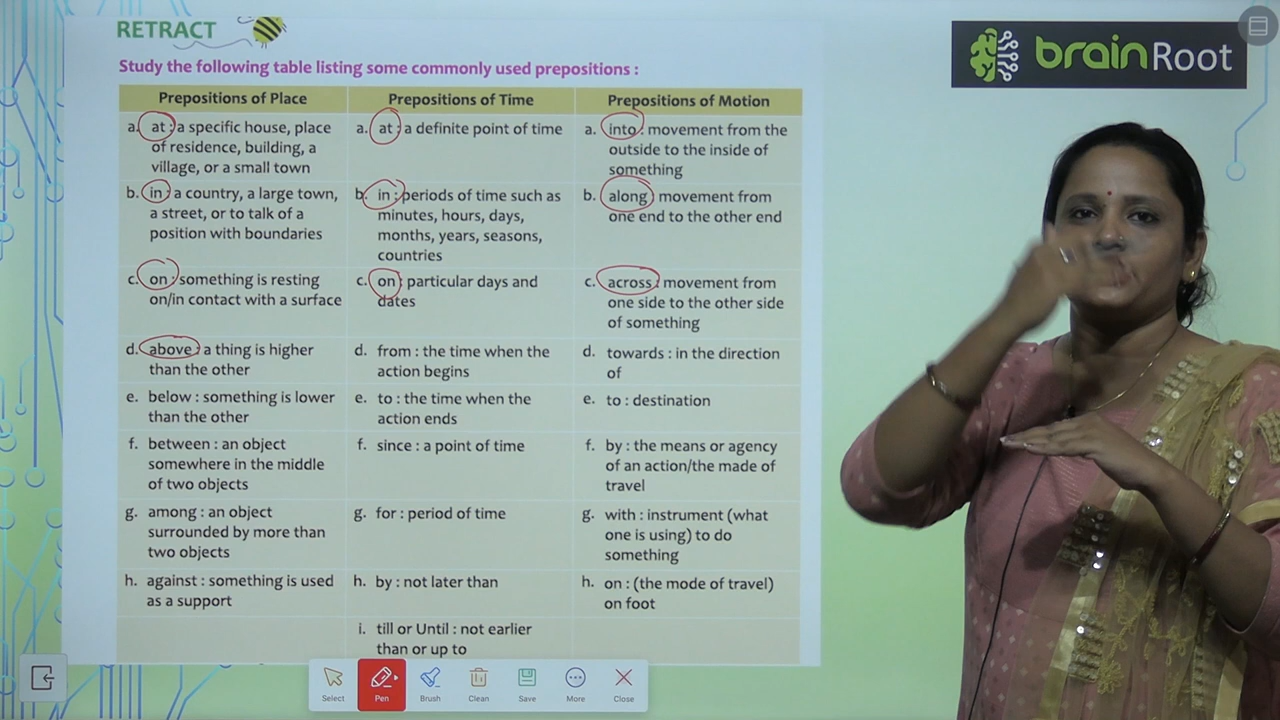 RETRACT
Study the following table listing some commonly used prepositions :
brainRoot
Prepositions of Place
a. at : a specific house, place
of residence, building, a
village, or a small town
b. in : a country, a large town,
a street, or to talk of a
position with boundaries
c. on : something is resting
on/in contact with a surface
d. above : a thing is higher
than the other
e. below : something is lower
than the other
f. between : an object
somewhere in the middle
of two objects
g. among : an object
surrounded by more than
two objects
h. against : something is used
as a support
Prepositions of Time
a. at : a definite point of time
b. in : periods of time such as
minutes, hours, days,
months, years, seasons,
countries
c. on : particular days and
dates
d. from : the time when the
action begins
e. to : the time when the
action ends
f. since : a point of time
g. for : period of time
h. by : not later than
i. till or Until : not earlier
than or up to
Prepositions of Motion
a. into : movement from the
outside to the inside of
something
b. along : movement from
one end to the other end
c. across : movement from
one side to the other side
of something
d. towards : in the direction
of
e. to : destination
f. by : the means or agency
of an action/the made of
travel
g. with : instrument (what
one is using) to do
something
h. on : (the mode of travel)
on foot
Select
Pen
Brush
Clean
Save
More
Close